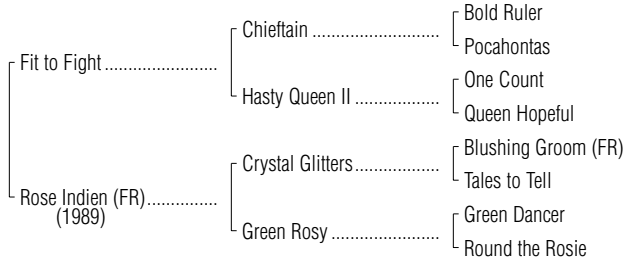 Bold Ruler
Chieftain
Pocahontas
Fit to Fight
One Count
Hasty Queen II
Queen Hopeful
Blushing Groom (FR)
Crystal Glitters
Tales to Tell
Rose Indien (FR)
(1989)
Green Dancer
Green Rosy
Round the Rosie